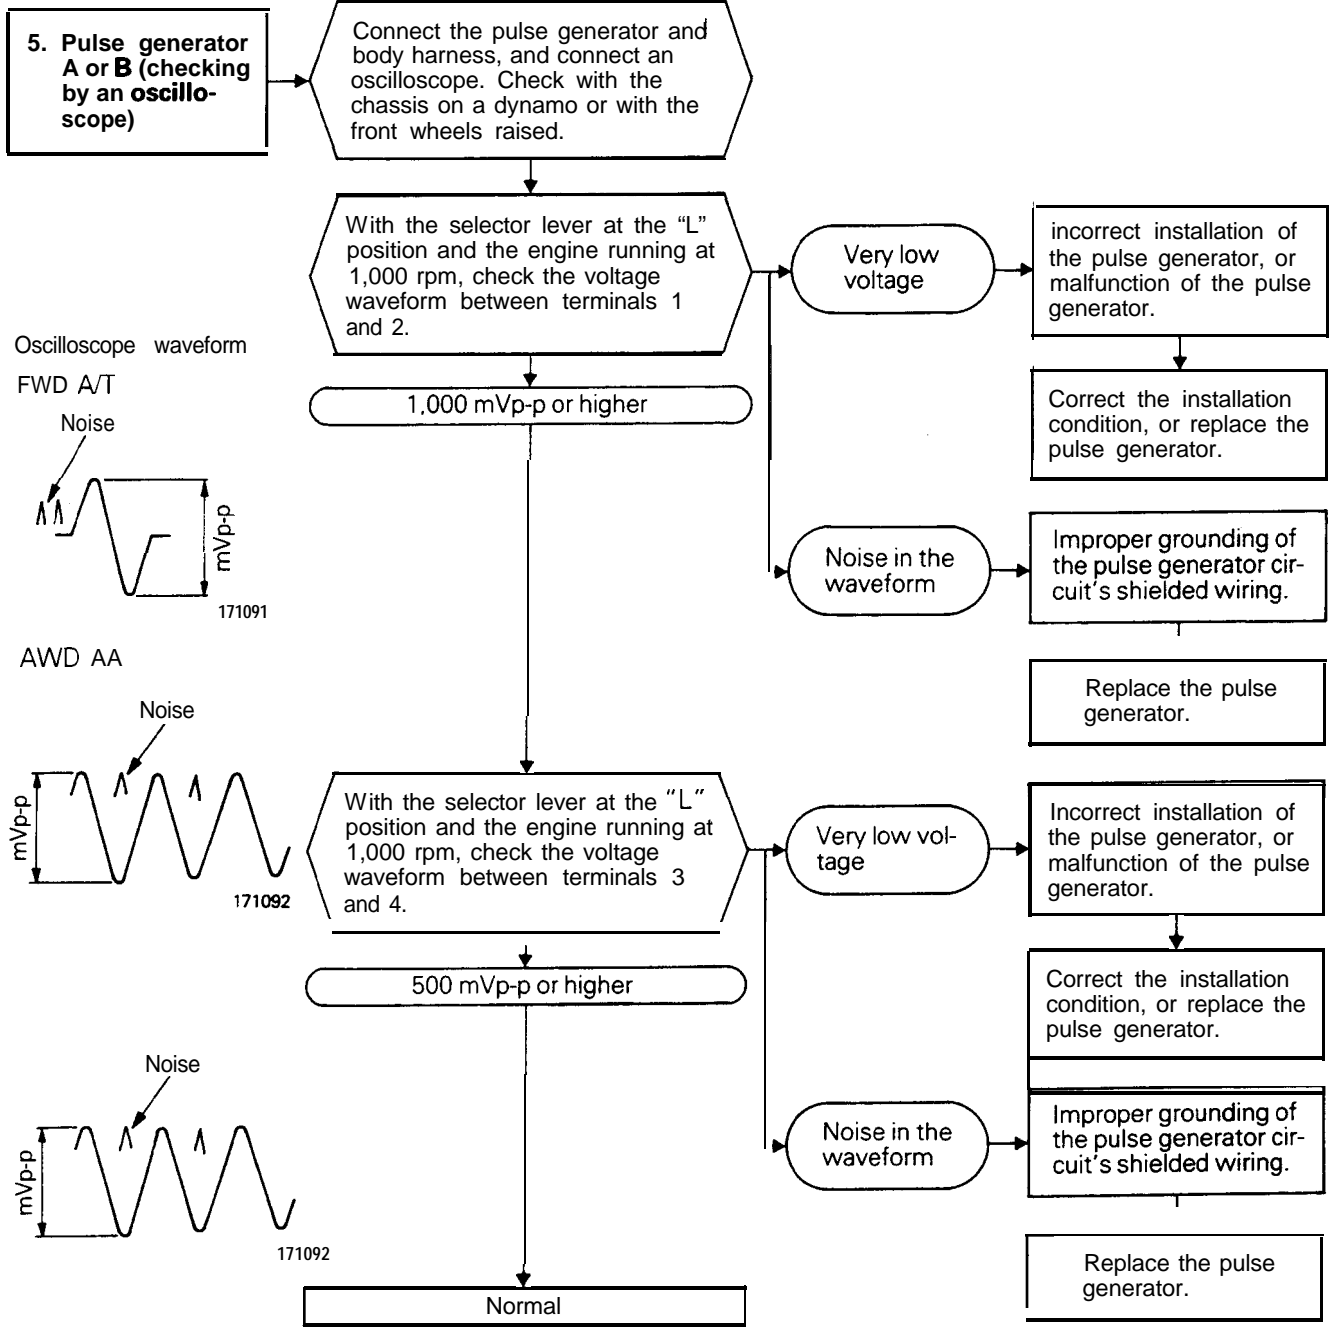 5. Pulse generator
A or B (checking
by an oscillo-
scope)
Connect the pulse generator and
body harness, and connect an
oscilloscope. Check with the
chassis on a dynamo or with the
front wheels raised.
With the selector lever at the “L”
position and the engine running at
1,000 rpm, check the voltage
waveform between terminals 1
and 2.
Very low
voltage
incorrect installation of
the pulse generator, or
malfunction of the pulse
generator.
Correct the installation
condition, or replace the
pulse generator.
1,000 mVp-p or higher
Noise in the
waveform
Improper grounding of
the pulse generator cir-
cuit's shielded wiring.
Replace the pulse
generator.
Oscilloscope waveform
FWD A/T
Noise
mVp-p
171091
AWD AA
Noise
mVp-p
171092
With the selector lever at the “L”
position and the engine running at
1,000 rpm, check the voltage
waveform between terminals 3
and 4.
Very low vol-
tage
Incorrect installation of
the pulse generator, or
malfunction of the pulse
generator.
Correct the installation
condition, or replace the
pulse generator.
500 mVp-p or higher
Noise in the
waveform
Improper grounding of
the pulse generator cir-
cuit's shielded wiring.
Replace the pulse
generator.
Noise
mVp-p
171092
Normal